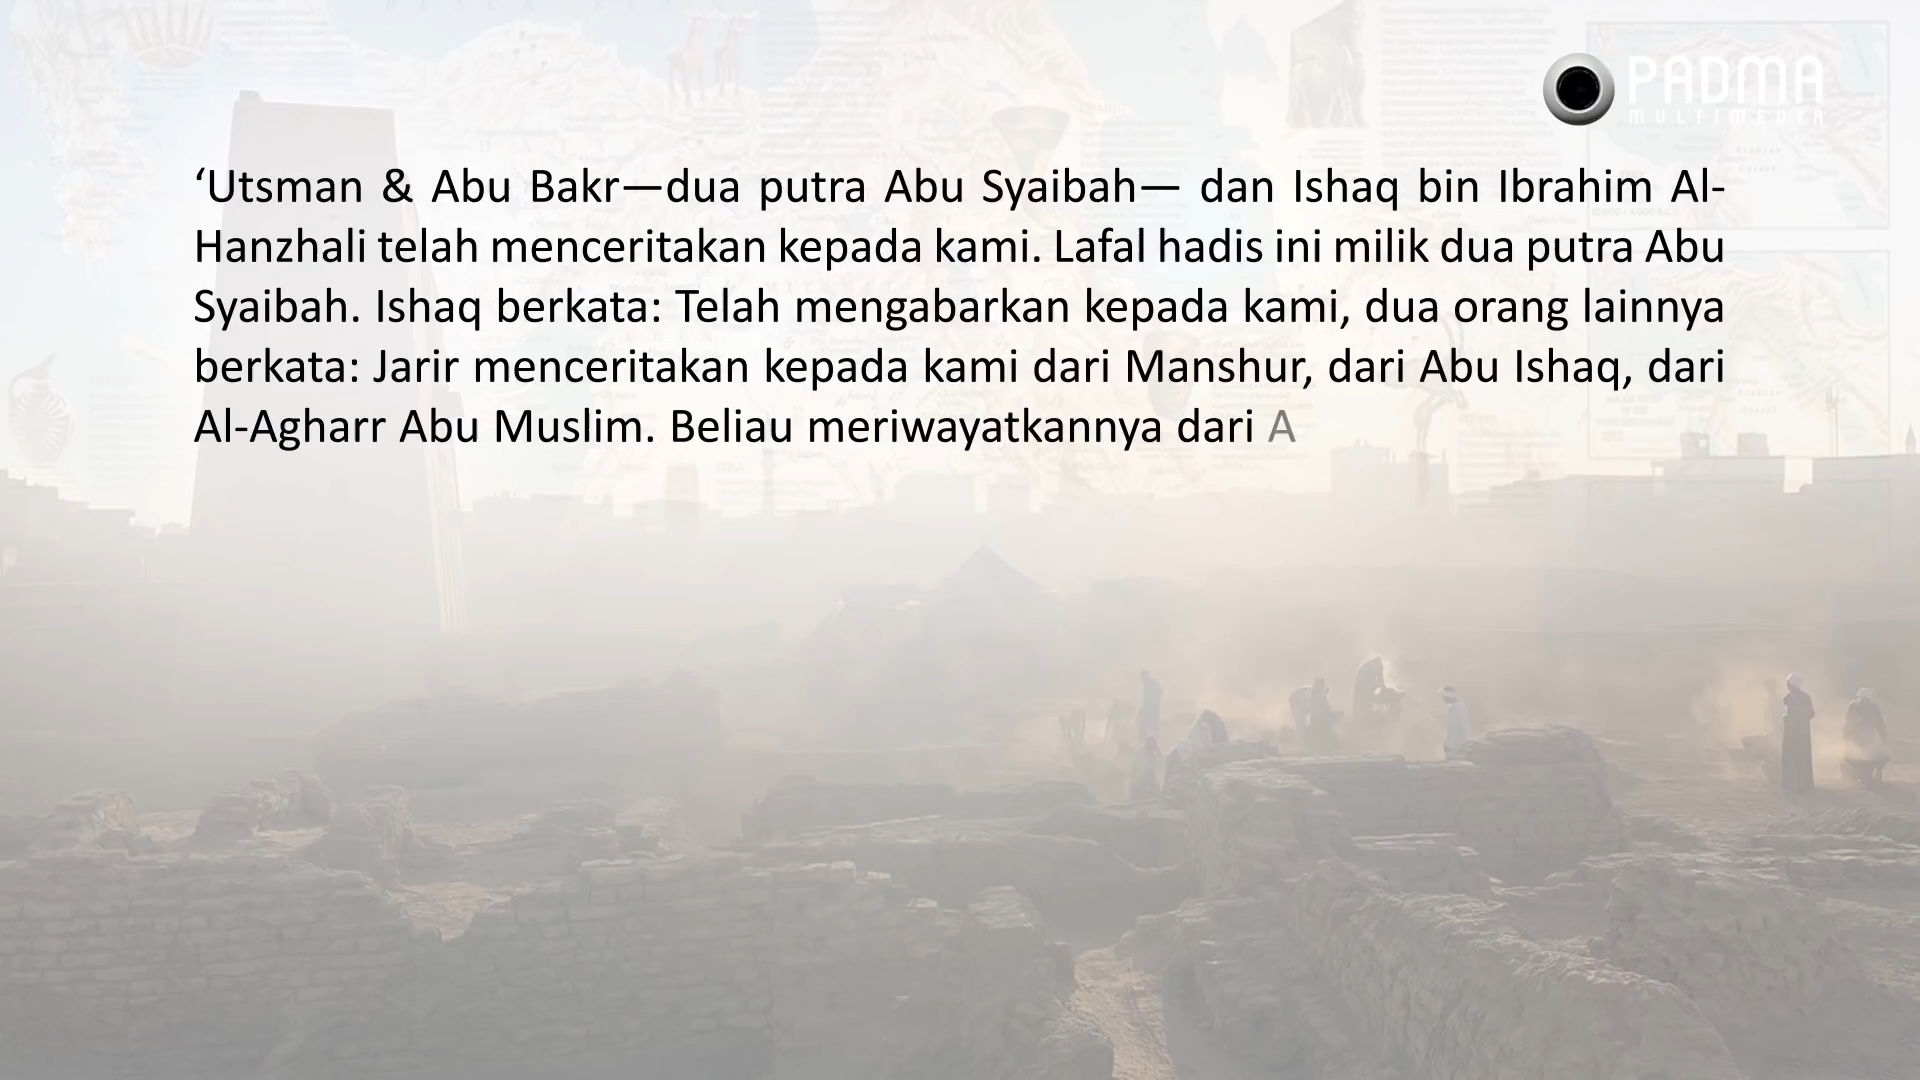 PADMA
MULTIMEDIA
‘Utsman & Abu Bakr—dua putra Abu Syaibah— dan Ishaq bin Ibrahim Al-
Hanzhali telah menceritakan kepada kami. Lafal hadis ini milik dua putra Abu
Syaibah. Ishaq berkata: Telah mengabarkan kepada kami, dua orang lainnya
berkata: Jarir menceritakan kepada kami dari Manshur, dari Abu Ishaq, dari
Al-Agharr Abu Muslim. Beliau meriwayatkannya dari A